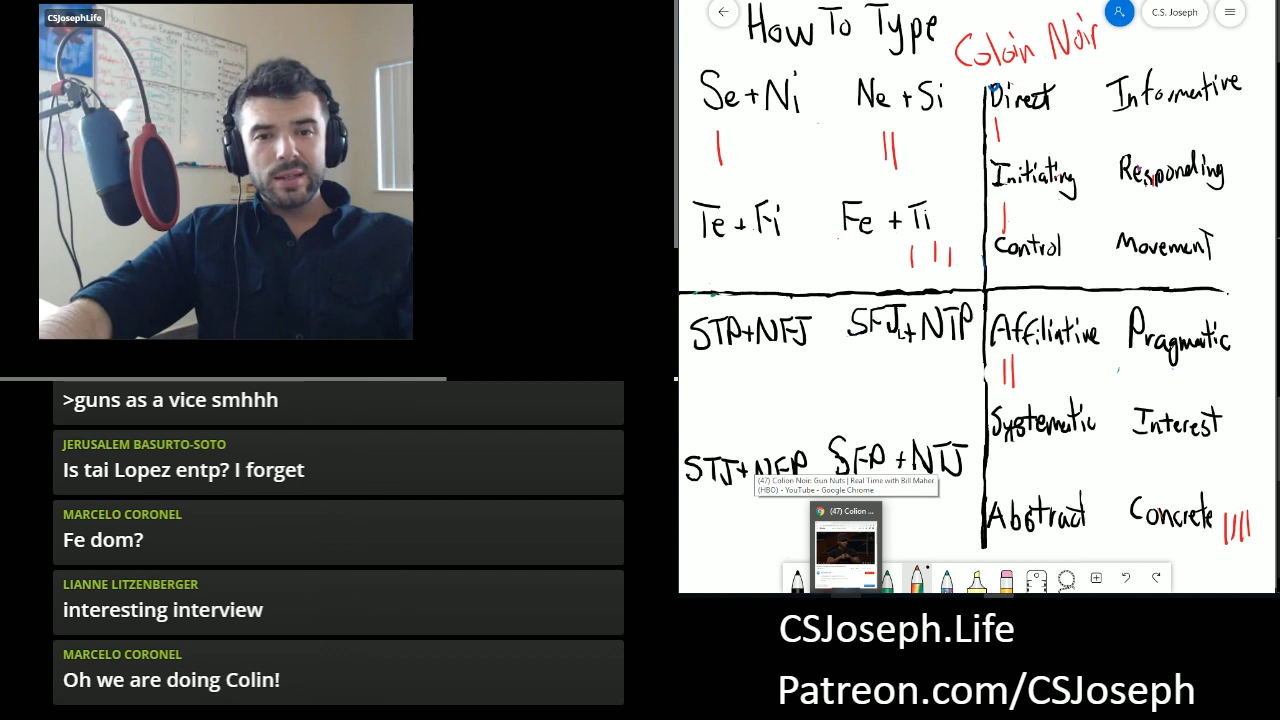 CSJosephLife
>guns as a vice smhhh
JERUSALEM BASURTO-SOTO
Is tai Lopez entp? I forget
MARCELO CORONEL
Fe dom?
LIANNE LITZENBERGER
interesting interview
MARCELO CORONEL
Oh we are doing Colin!
C.S. Joseph
How To Type
Coloin Noir
Se + Ni
Ne + Si
Direct
Informative
Initiating
Responding
Te + Fi
Fe + Ti
Control
Movement
STP+NFJ
SFJ+NTP
Affiliative
Pragmatic
Systematic
Interest
STJ+NFP
SFP+NTJ
(47) Colion Noir: Gun Nuts | Real Time with Bill Maher
(HBO) - YouTube - Google Chrome
Abstract
Concrete
(47) Colion ...
CSJoseph.Life
Patreon.com/CSJoseph